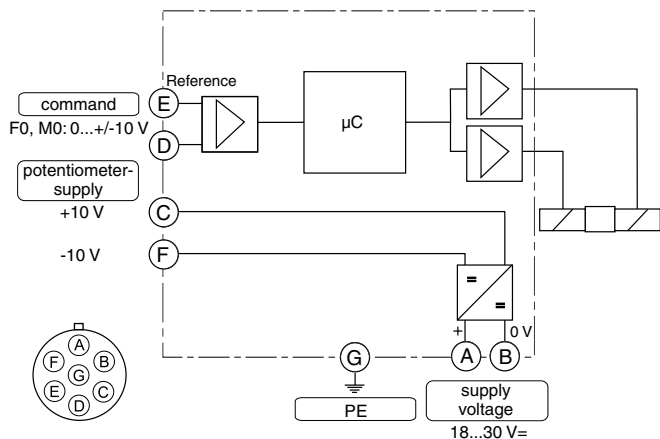 Reference
command
E
F0, M0: 0...+/-10 V
D
µC
potentiometer-
supply
+10 V
C
-10 V
F
=
=
+
0 V
G
A
B
PE
supply
voltage
18...30 V=
A
F
B
G
E
C
D